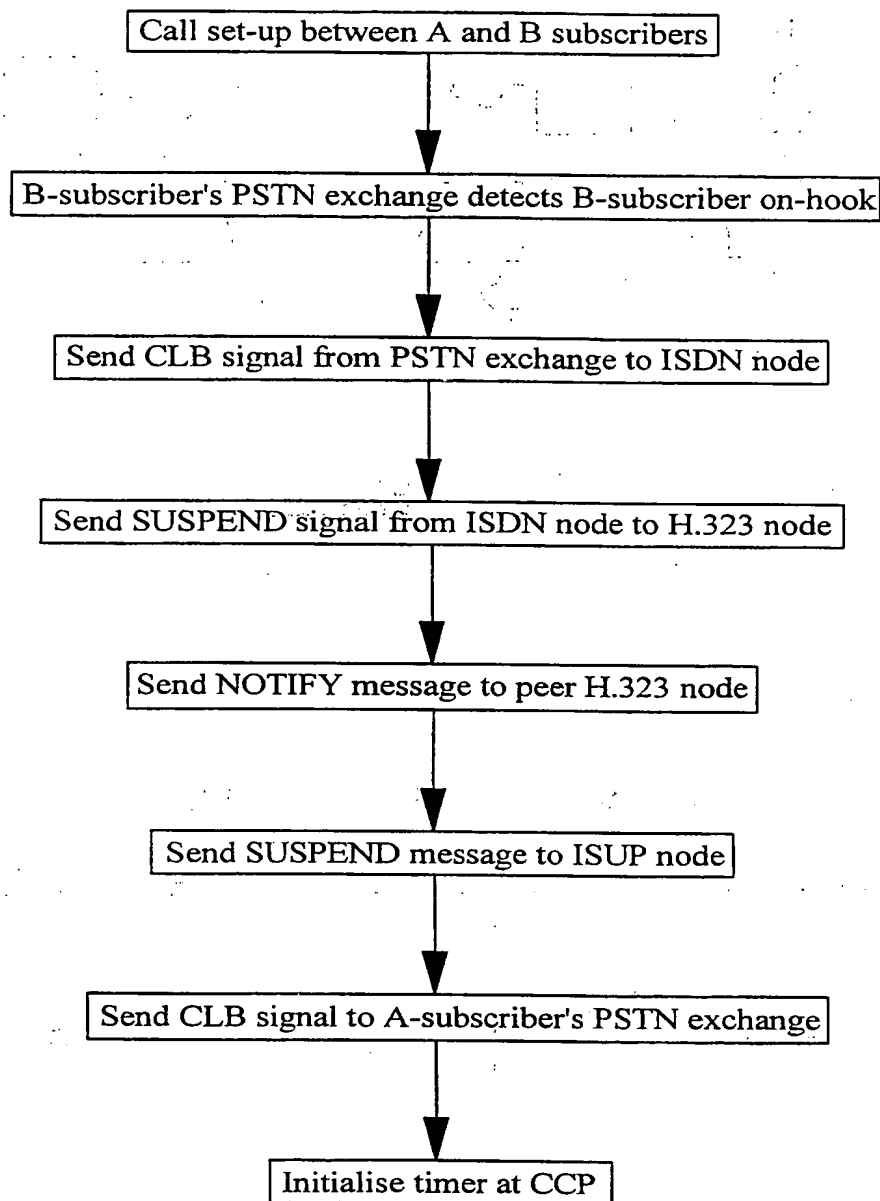 Call set-up between A and B subscribers
B-subscriber's PSTN exchange detects B-subscriber on-hook
Send CLB signal from PSTN exchange to ISDN node
Send SUSPEND signal from ISDN node to H.323 node
Send NOTIFY message to peer H.323 node
Send SUSPEND message to ISUP node
Send CLB signal to A-subscriber's PSTN exchange
Initialise timer at CCP